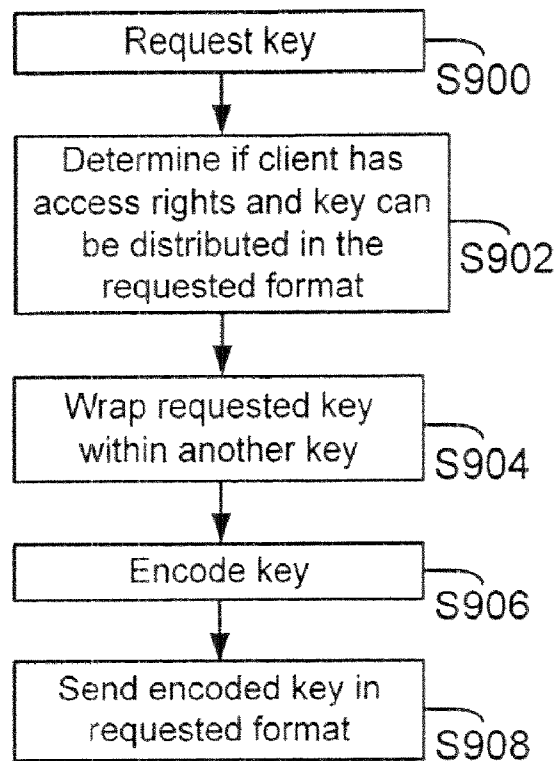 Request key
S900
Determine if client has
access rights and key can
be distributed in the
requested format
S902
Wrap requested key
within another key
S904
Encode key
S906
Send encoded key in
requested format
S908